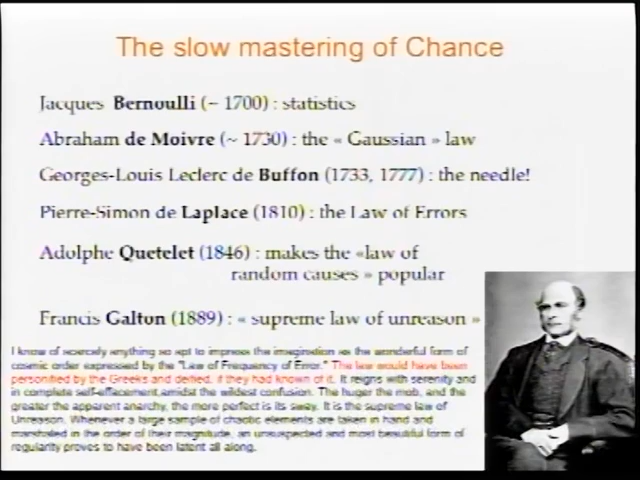 The slow mastering of Chance
Jacques Bernoulli (~ 1700) : statistics
Abraham de Moivre (~ 1730) : the « Gaussian » law
Georges-Louis Leclerc de Buffon (1733, 1777) : the needle!
Pierre-Simon de Laplace (1810) : the Law of Errors
Adolphe Quetelet (1846) : makes the «law of
random causes » popular
Francis Galton (1889) : « supreme law of unreason »
I know of scarcely anything so apt to impress the imagination as the wonderful form of
cosmic order expressed by the "Law of Frequency of Error." The law would have been
personified by the Greeks and deified, if they had known of it. It reigns with serenity and
in complete self-effacement amidst the wildest confusion. The huger the mob, and the
greater the apparent anarchy, the more perfect is its sway. It is the supreme law of
Unreason. Whenever a large sample of chaotic elements are taken in hand and
marshaled in the order of their magnitude, an unsuspected and most beautiful form of
regularity proves to have been latent all along.